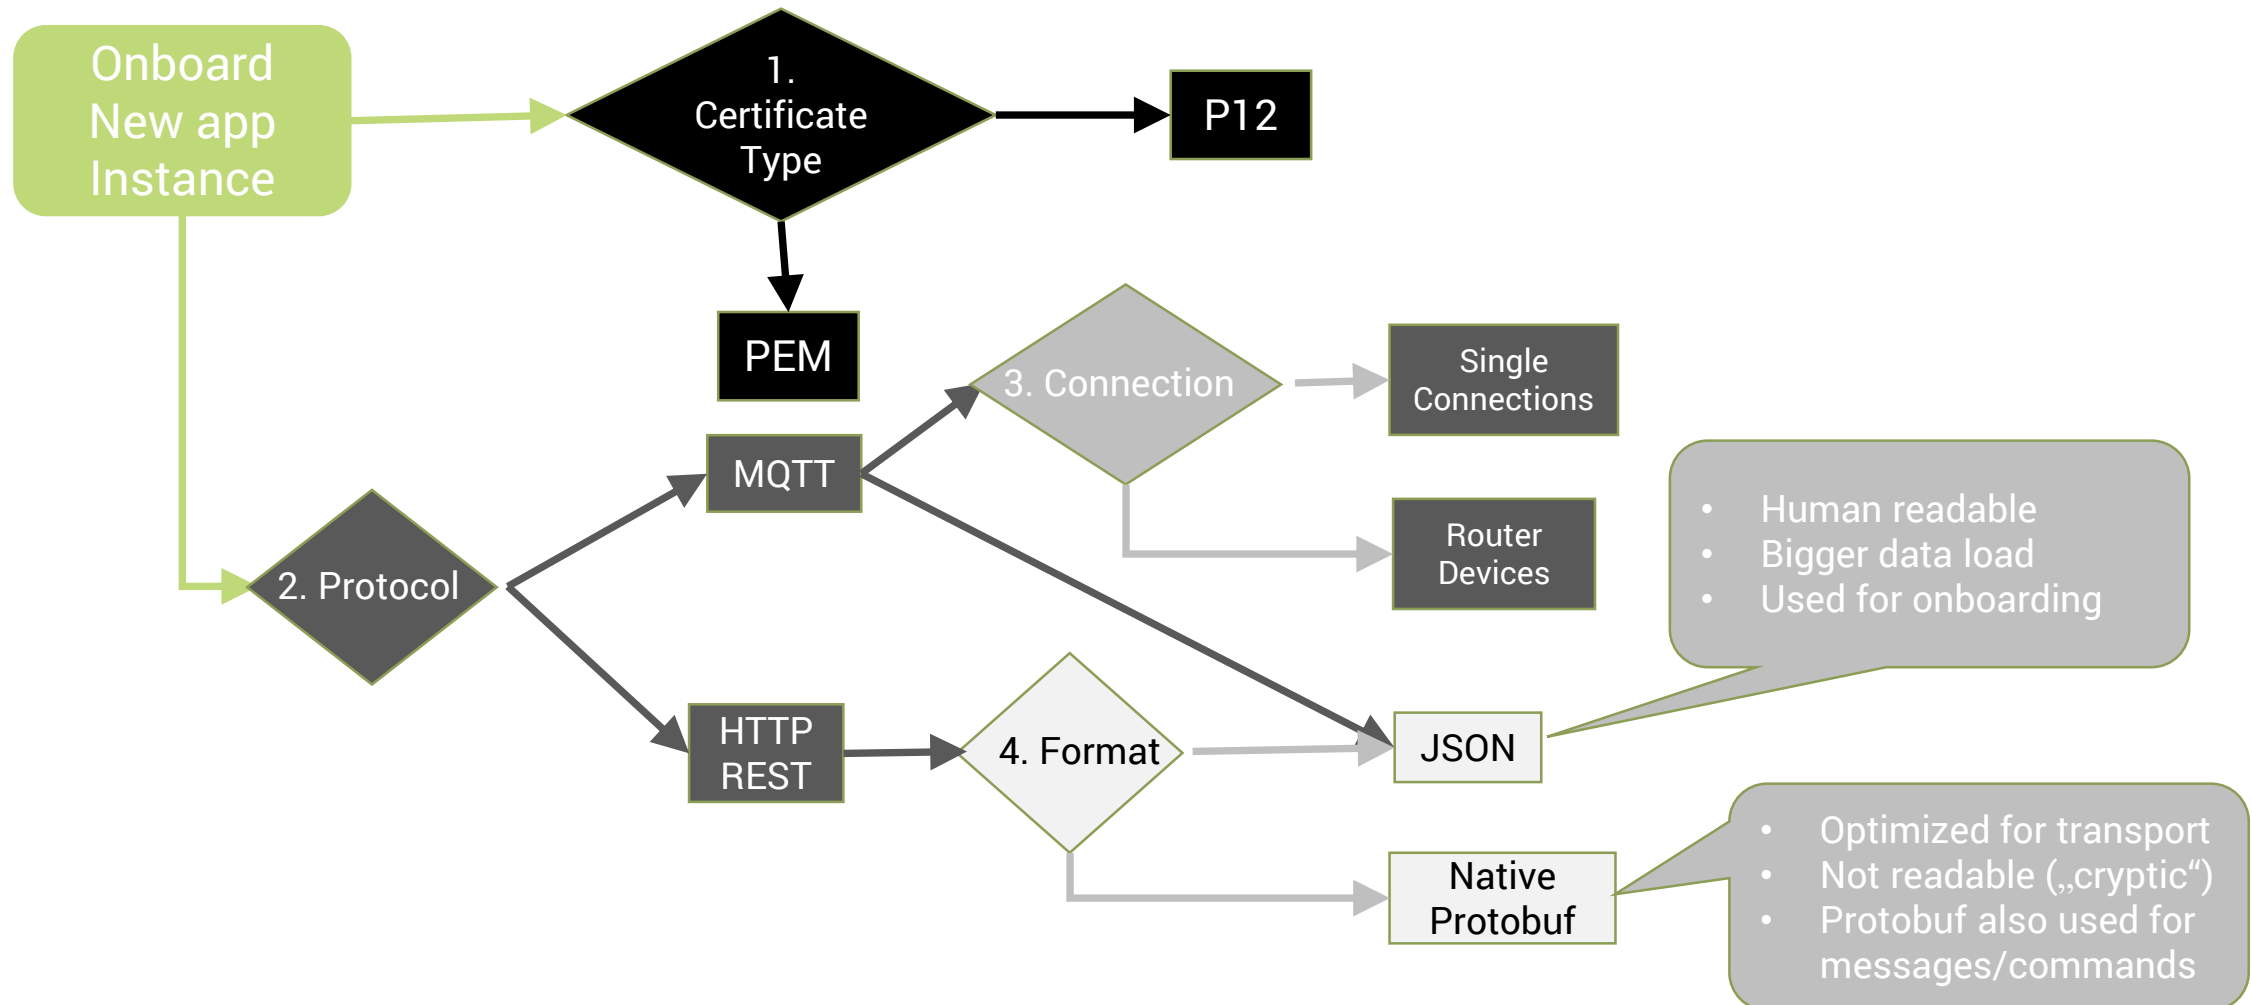 Onboard
New app
Instance
1.
Certificate
Type
P12
PEM
3. Connection
Single
Connections
MQTT
Router
Devices
• Human readable
• Bigger data load
• Used for onboarding
2. Protocol
HTTP
REST
4. Format
JSON
Native
Protobuf
• Optimized for transport
• Not readable („cryptic“)
• Protobuf also used for
messages/commands